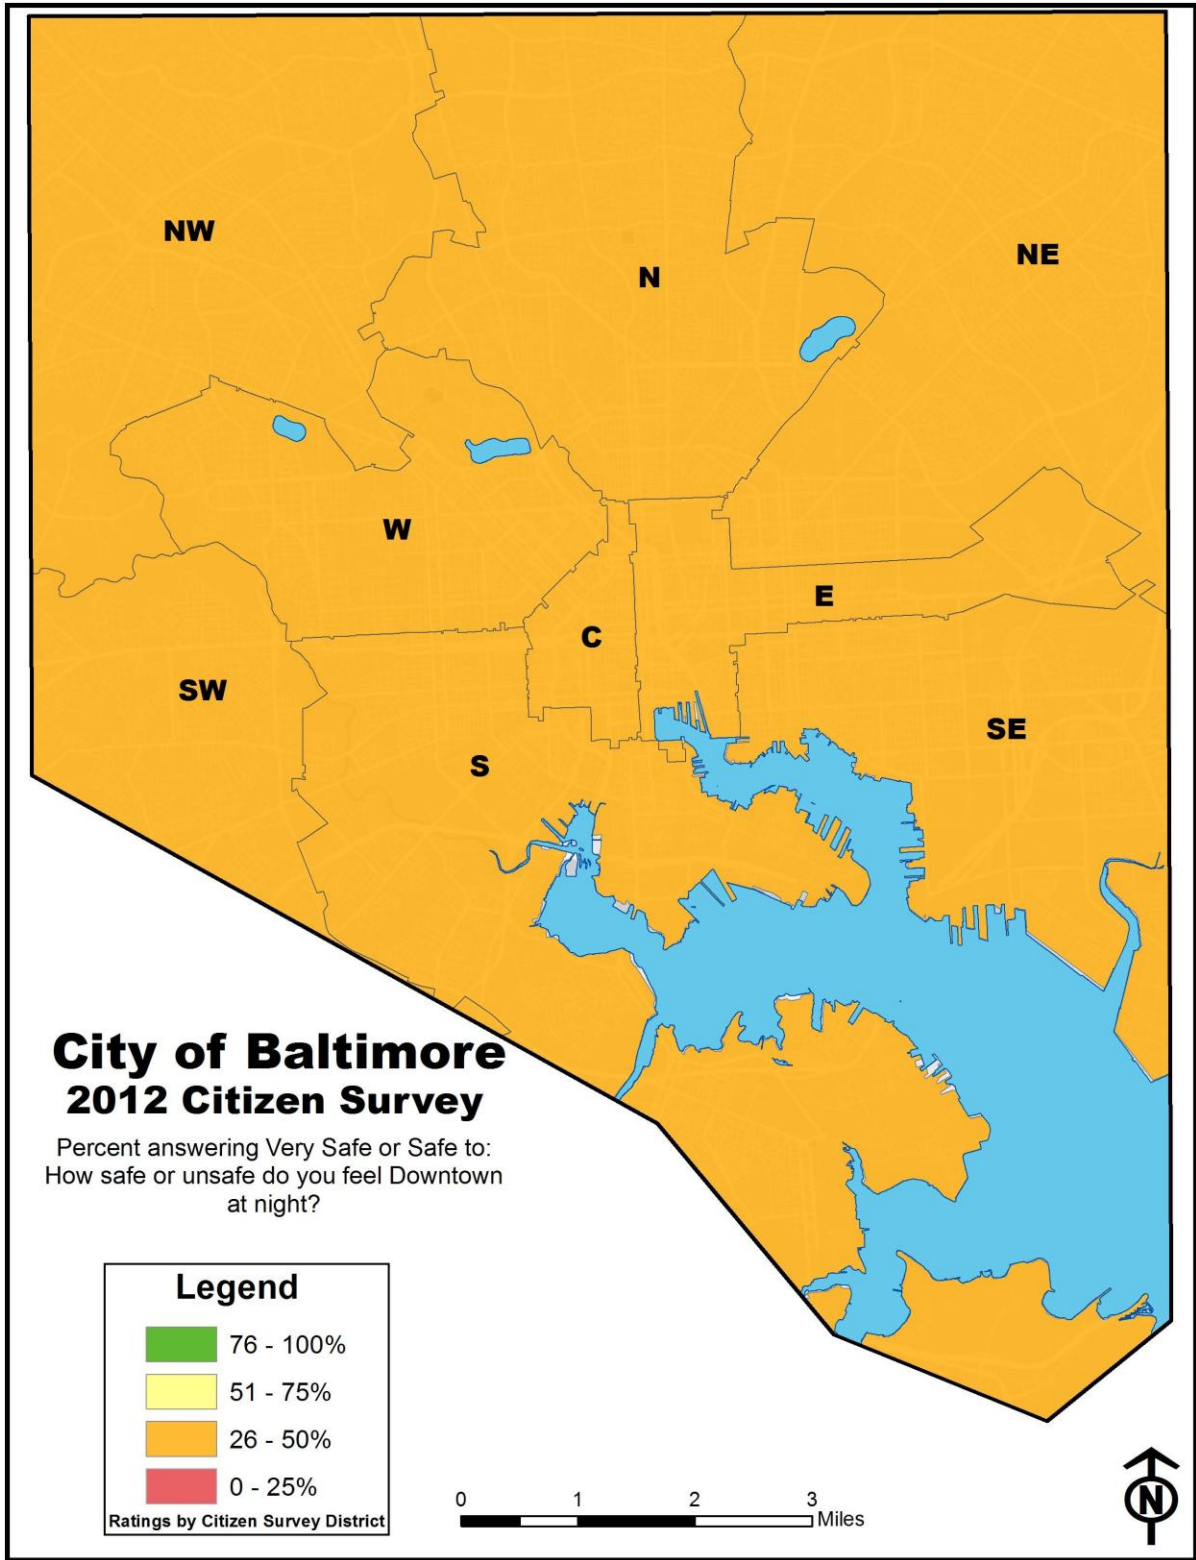 NW
N
NE
W
E
C
SW
SE
S
City of Baltimore
2012 Citizen Survey
Percent answering Very Safe or Safe to:
How safe or unsafe do you feel Downtown
at night?
Legend
76 - 100%
51 - 75%
26 - 50%
0 - 25%
Ratings by Citizen Survey District
0 1 2 3
Miles
N